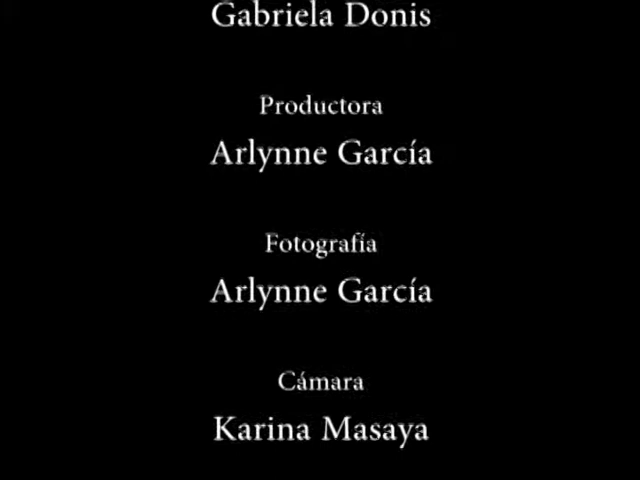 Gabriela Donis
Productora
Arlynne García
Fotografía
Arlynne García
Cámara
Karina Masaya